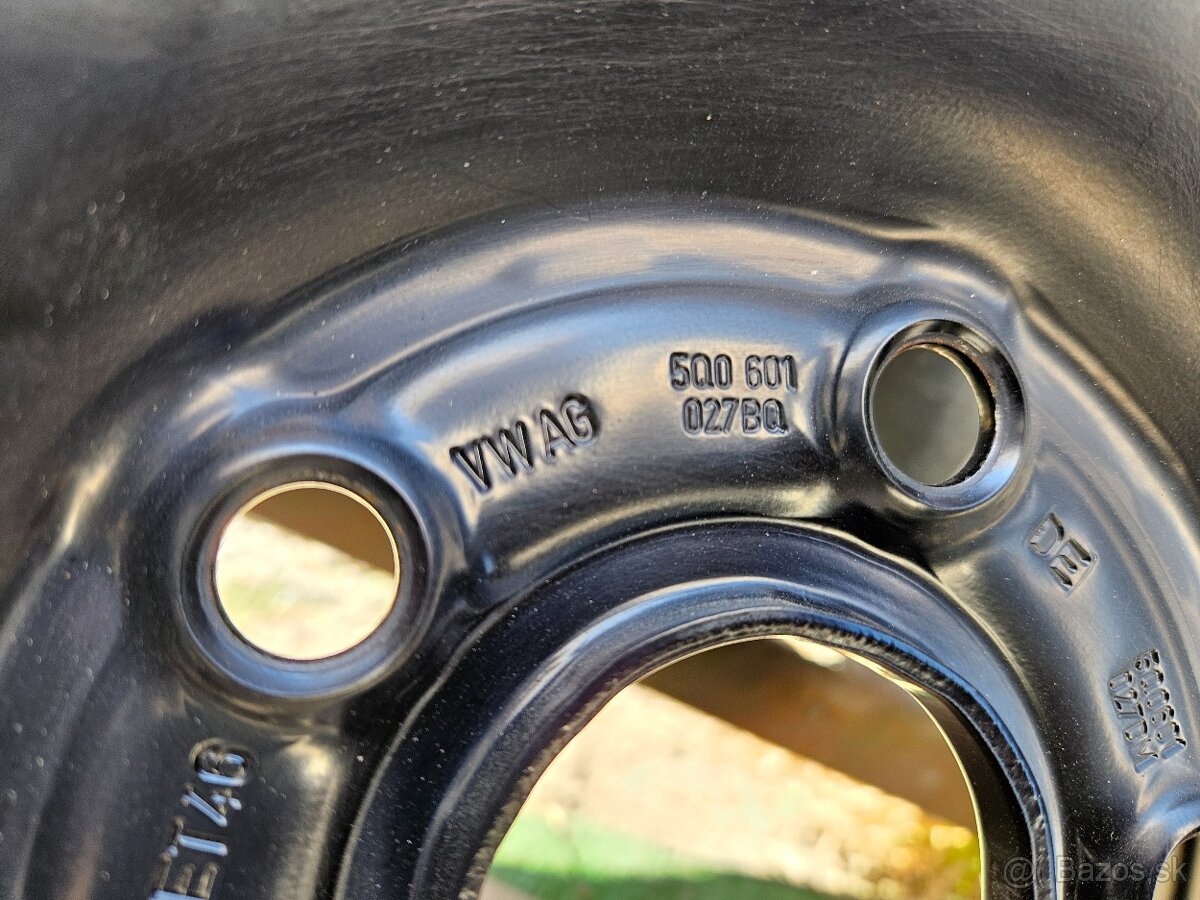 5Q0 601
027BQ
VW AG
DE
ET46
@ Bazos.sk